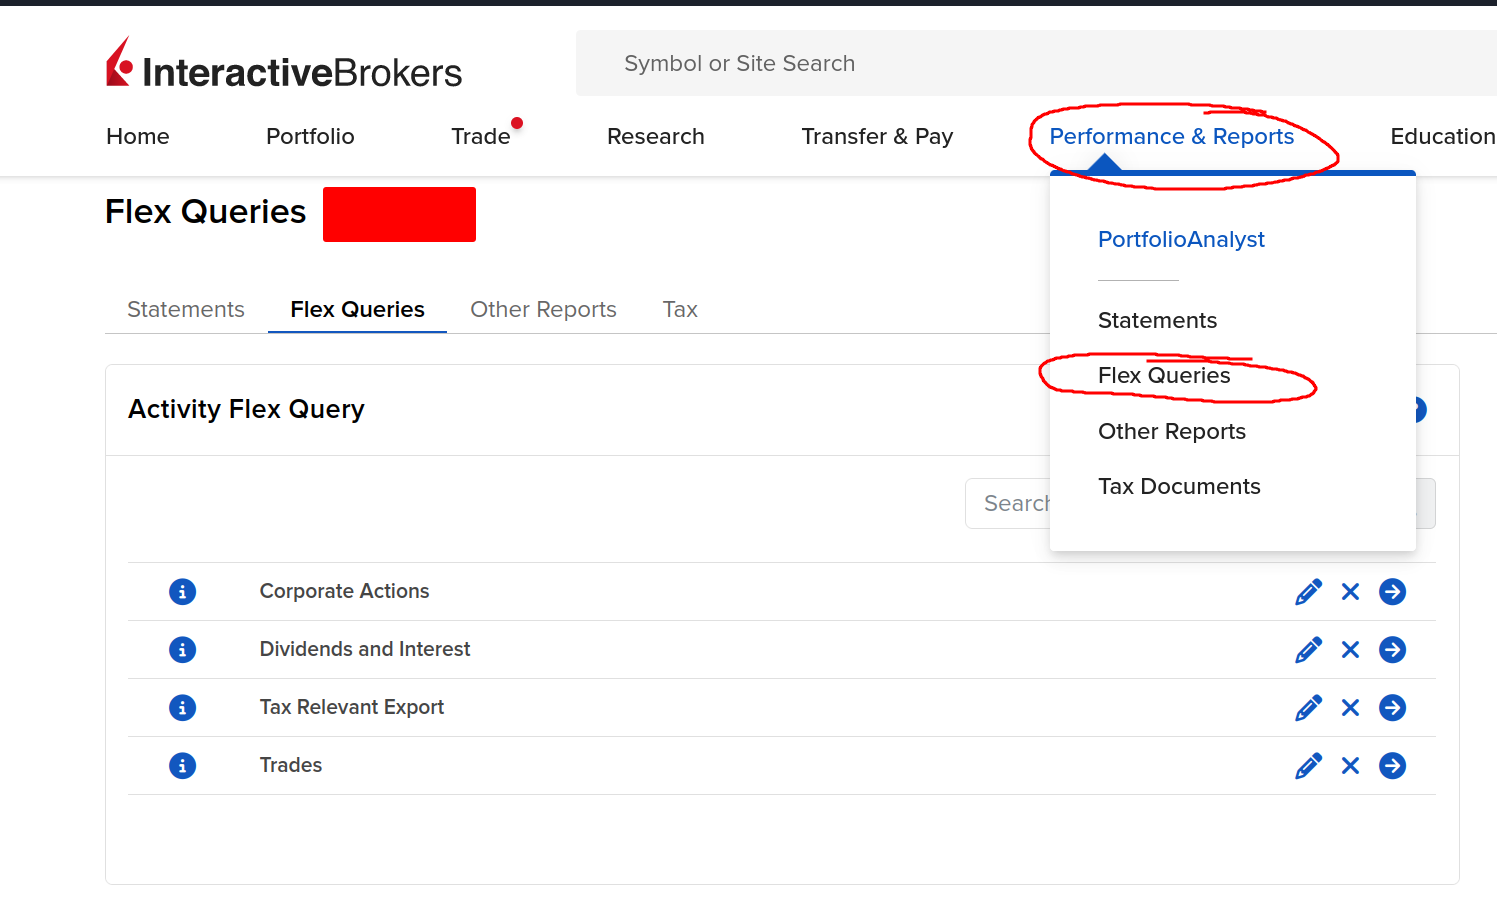 InteractiveBrokers
Symbol or Site Search
Home Portfolio Trade Research Transfer & Pay Performance & Reports Education
Flex Queries
PortfolioAnalyst
Statements
Flex Queries
Other Reports
Tax Documents
Statements Flex Queries Other Reports Tax
Activity Flex Query
Search
Corporate Actions
Dividends and Interest
Tax Relevant Export
Trades